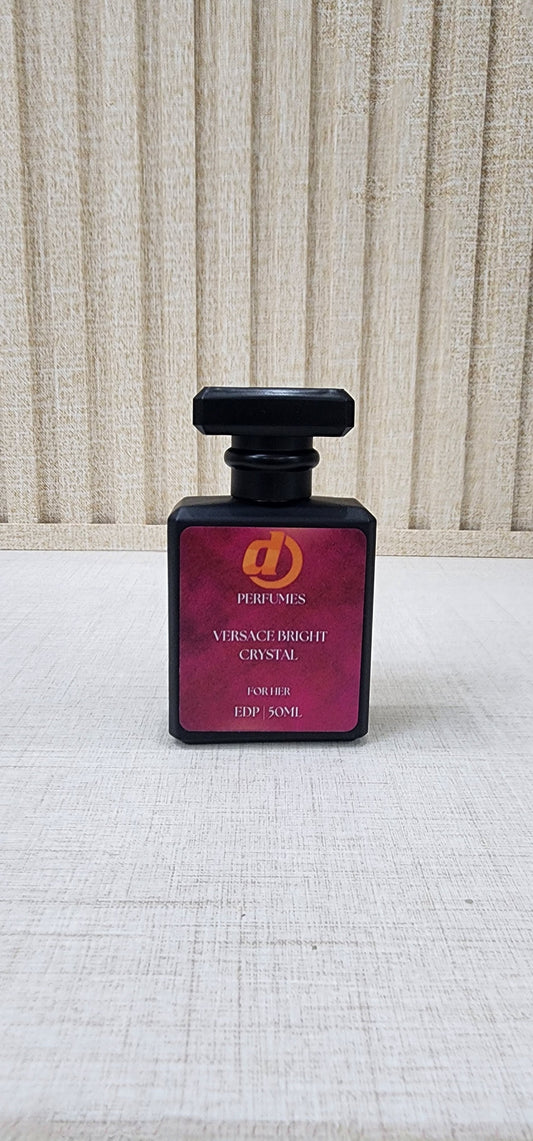 d
PERFUMES
VERSACE BRIGHT
CRYSTAL
FOR HER
EDP | 50ML